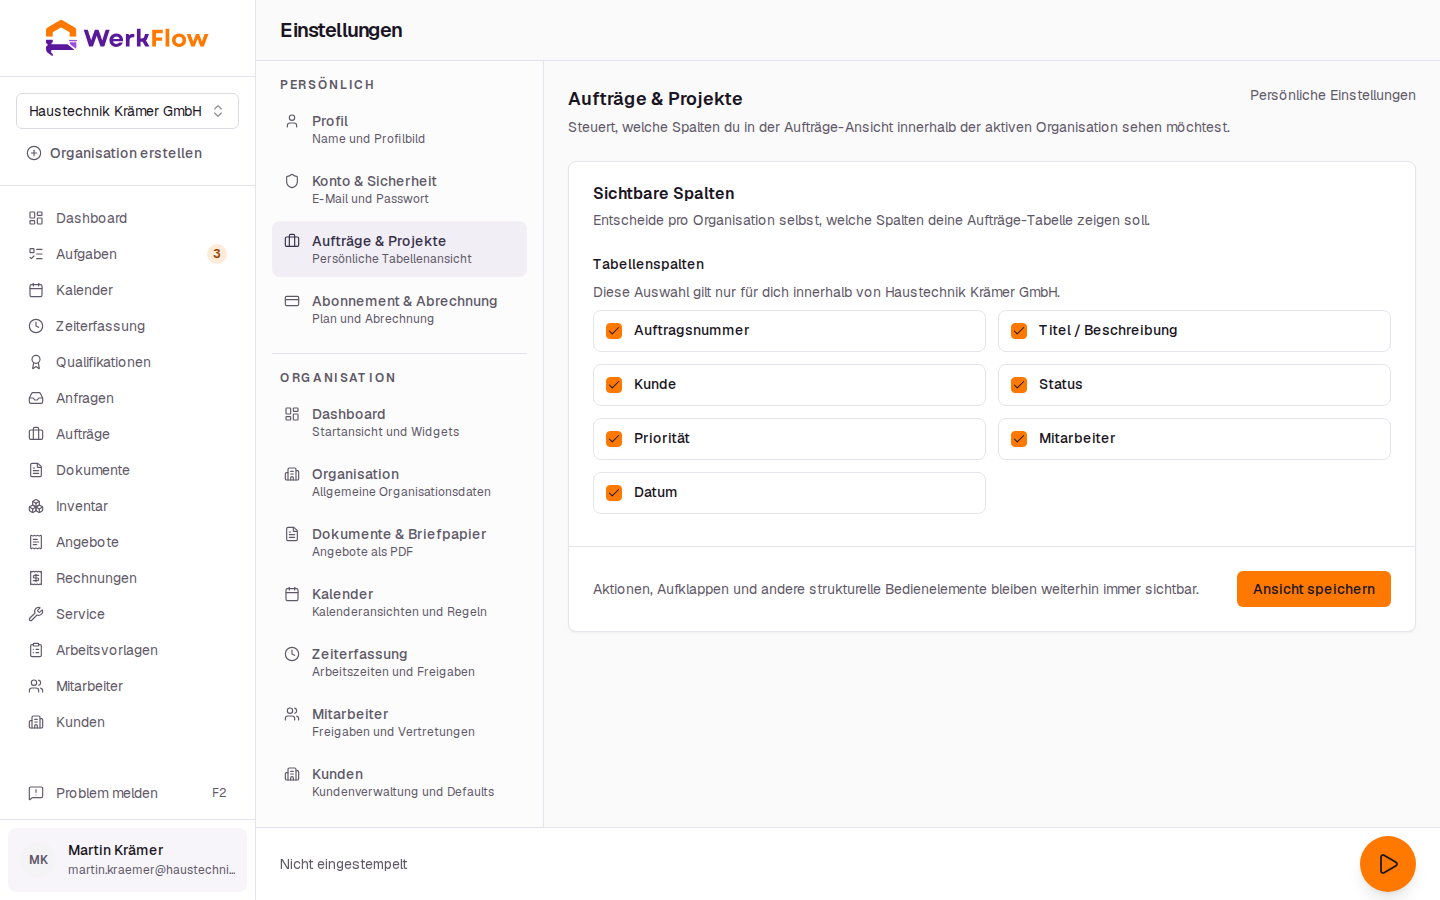 WerkFlow
Haustechnik Krämer GmbH
Organisation erstellen
Dashboard
Aufgaben
3
Kalender
Zeiterfassung
Qualifikationen
Anfragen
Aufträge
Dokumente
Inventar
Angebote
Rechnungen
Service
Arbeitsvorlagen
Mitarbeiter
Kunden
Problem melden
F2
MK
Martin Krämer
martin.kraemer@haustechni...
Einstellungen
PERSÖNLICH
Profil
Name und Profilbild
Konto & Sicherheit
E-Mail und Passwort
Aufträge & Projekte
Persönliche Tabellenansicht
Abonnement & Abrechnung
Plan und Abrechnung
ORGANISATION
Dashboard
Startansicht und Widgets
Organisation
Allgemeine Organisationsdaten
Dokumente & Briefpapier
Angebote als PDF
Kalender
Kalenderansichten und Regeln
Zeiterfassung
Arbeitszeiten und Freigaben
Mitarbeiter
Freigaben und Vertretungen
Kunden
Kundenverwaltung und Defaults
Aufträge & Projekte
Persönliche Einstellungen
Steuert, welche Spalten du in der Aufträge-Ansicht innerhalb der aktiven Organisation sehen möchtest.
Sichtbare Spalten
Entscheide pro Organisation selbst, welche Spalten deine Aufträge-Tabelle zeigen soll.
Tabellenspalten
Diese Auswahl gilt nur für dich innerhalb von Haustechnik Krämer GmbH.
Auftragsnummer
Titel / Beschreibung
Kunde
Status
Priorität
Mitarbeiter
Datum
Aktionen, Aufklappen und andere strukturelle Bedienelemente bleiben weiterhin immer sichtbar.
Ansicht speichern
Nicht eingestempelt